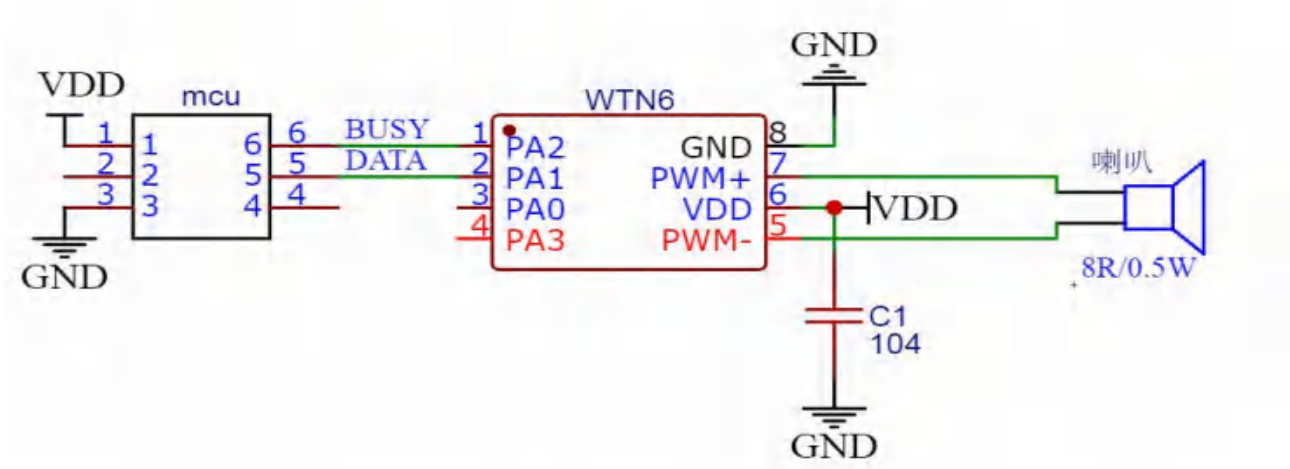 GND
VDD
mcu
WTN6
1 1 6 6 BUSY 1 PA2 GND 8
2 2 5 5 DATA 2 PA1 PWM+ 7
3 3 4 4 3 PA0 VDD 6 VDD
4 PA3 PWM- 5
喇叭
8R/0.5W
GND
C1
104
GND